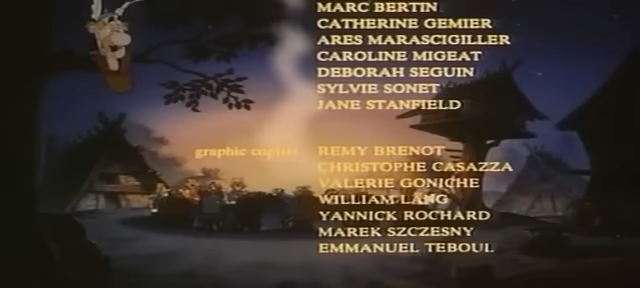 MARC BERTIN
CATHERINE GEMIER
ARES MARASCIGILLER
CAROLINE MIGEAT
DEBORAH SEGUIN
SYLVIE SONET
JANE STANFIELD
graphic REMY BRENOT
CHRISTOPHE CASAZZA
VALERIE GONICHE
WILLIAM LANG
YANNICK ROCHARD
MAREK SZCZESNY
EMMANUEL TEBOUL